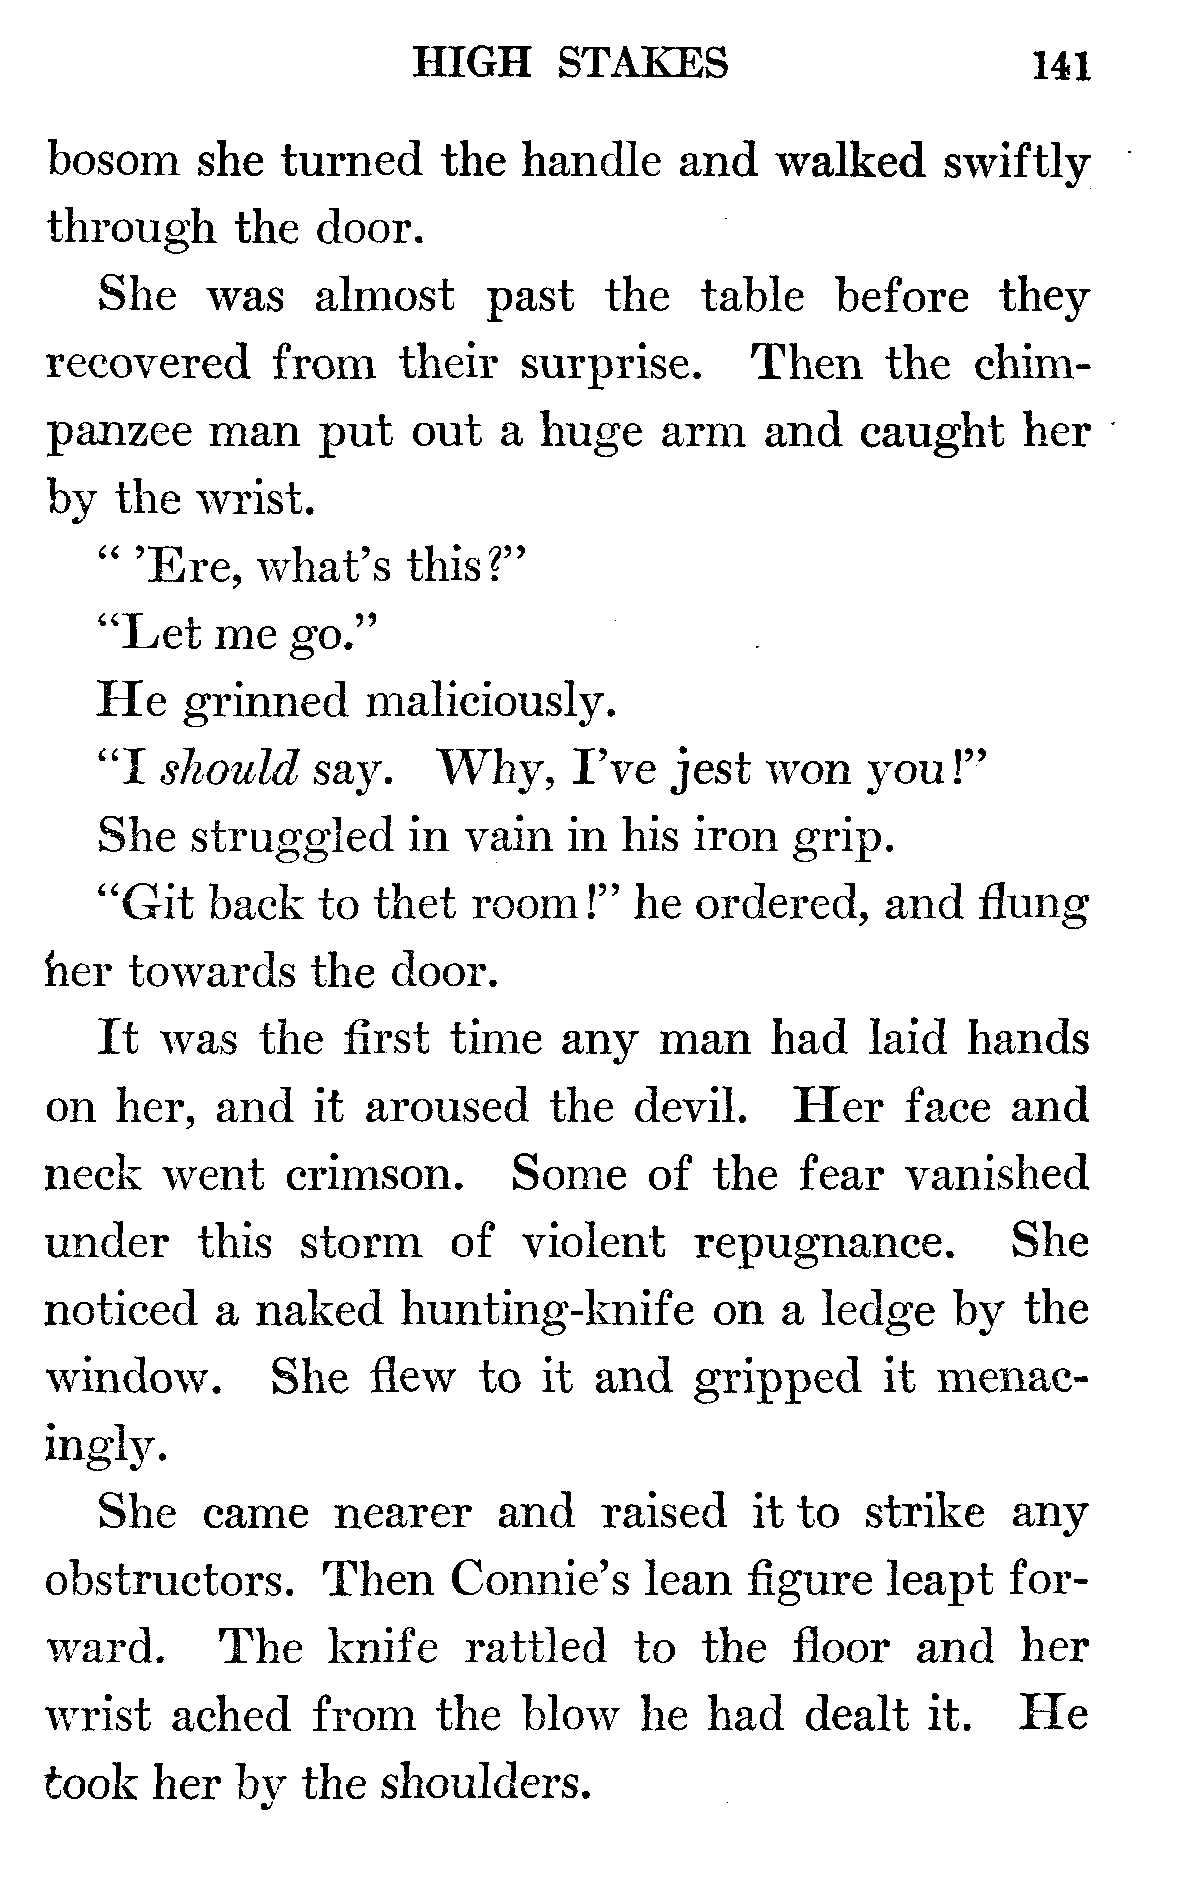 HIGH STAKES 141
bosom she turned the handle and walked swiftly
through the door.
She was almost past the table before they
recovered from their surprise. Then the chim-
panzee man put out a huge arm and caught her
by the wrist.
“ ’Ere, what’s this?”
“Let me go.”
He grinned maliciously.
“I should say. Why, I’ve jest won you!”
She struggled in vain in his iron grip.
“Git back to thet room!” he ordered, and flung
her towards the door.
It was the first time any man had laid hands
on her, and it aroused the devil. Her face and
neck went crimson. Some of the fear vanished
under this storm of violent repugnance. She
noticed a naked hunting-knife on a ledge by the
window. She flew to it and gripped it menac-
ingly.
She came nearer and raised it to strike any
obstructors. Then Connie’s lean figure leapt for-
ward. The knife rattled to the floor and her
wrist ached from the blow he had dealt it. He
took her by the shoulders.